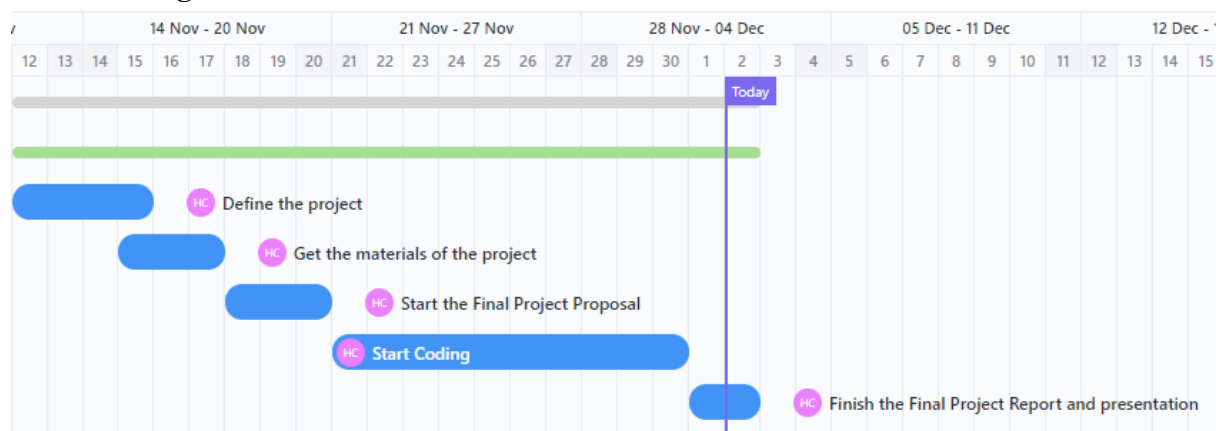 14 Nov - 20 Nov 21 Nov - 27 Nov 28 Nov - 04 Dec 05 Dec - 11 Dec 12 Dec -
12 13 14 15 16 17 18 19 20 21 22 23 24 25 26 27 28 29 30 1 2 3 4 5 6 7 8 9 10 11 12 13 14 15
Today
HC Define the project
HC Get the materials of the project
HC Start the Final Project Proposal
HC Start Coding
HC Finish the Final Project Report and presentation